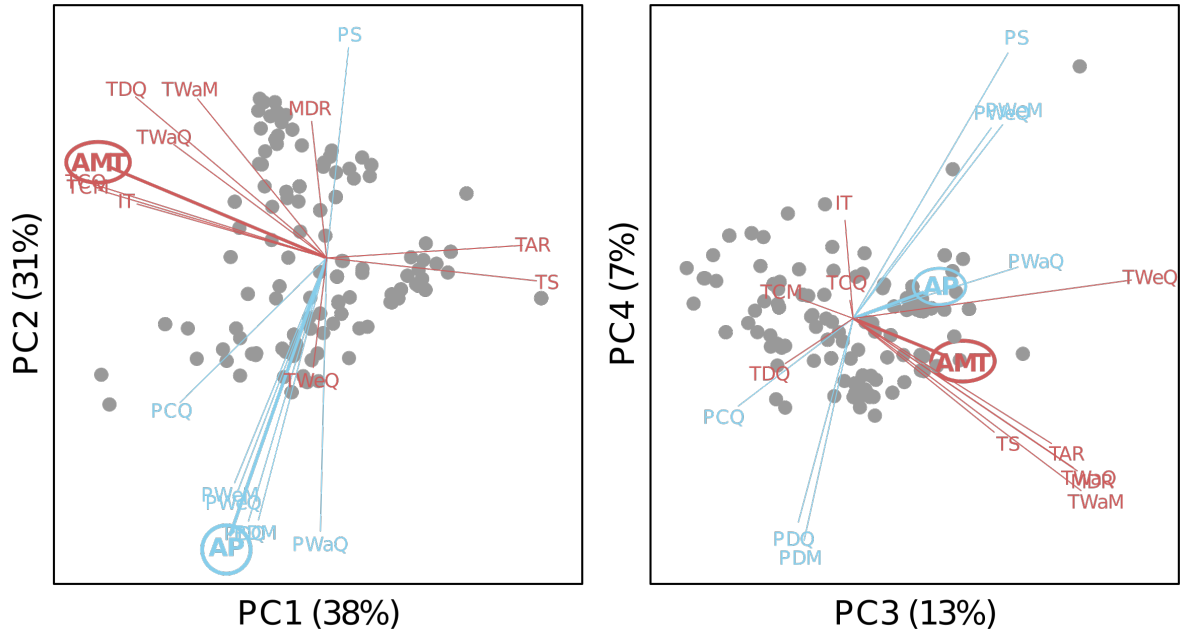 PS
TDQ
TWaM
MDR
TWaQ
AMT
TCQ
TCM
IT
TAR
TS
TWeQ
PCQ
PWeM
PWeQ
PDQ
PDM
AP
PWaQ
PC2 (31%)
PC1 (38%)
PS
PWeM
PWeQ
IT
PWaQ
TWeQ
TCQ
TCM
AP
AMT
TDQ
PCQ
TS
TAR
TWaQ
MDR
TWaM
PDQ
PDM
PC4 (7%)
PC3 (13%)